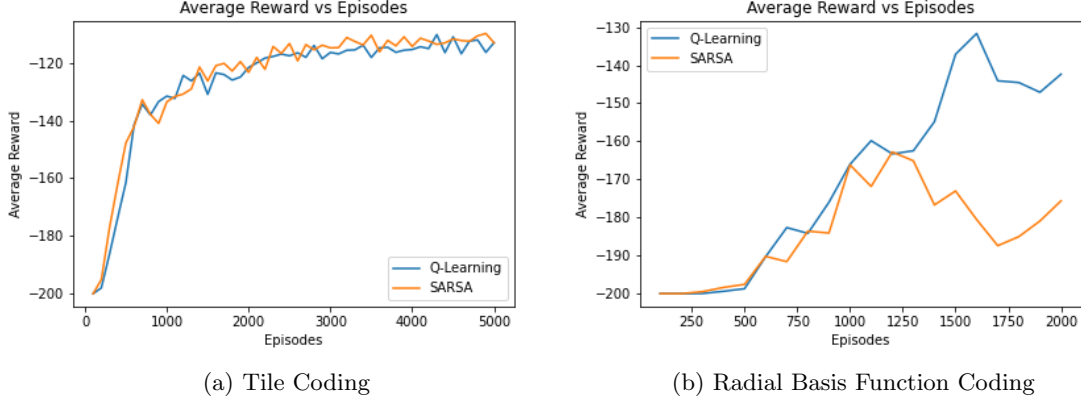 Average Reward vs Episodes
−120
−140
−160
−180
−200
Average Reward
0
1000
2000
3000
4000
5000
Episodes
Q-Learning
SARSA
(a) Tile Coding
Average Reward vs Episodes
−130
−140
−150
−160
−170
−180
−190
−200
Average Reward
250
500
750
1000
1250
1500
1750
2000
Episodes
Q-Learning
SARSA
(b) Radial Basis Function Coding